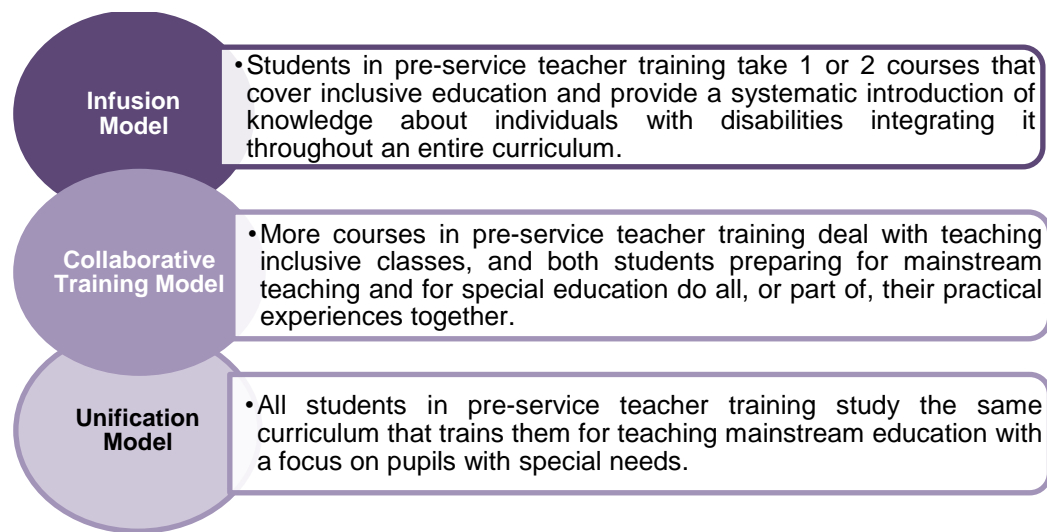 Infusion
Model
•Students in pre-service teacher training take 1 or 2 courses that
cover inclusive education and provide a systematic introduction of
knowledge about individuals with disabilities integrating it
throughout an entire curriculum.
Collaborative
Training Model
•More courses in pre-service teacher training deal with teaching
inclusive classes, and both students preparing for mainstream
teaching and for special education do all, or part of, their practical
experiences together.
Unification
Model
•All students in pre-service teacher training study the same
curriculum that trains them for teaching mainstream education with
a focus on pupils with special needs.